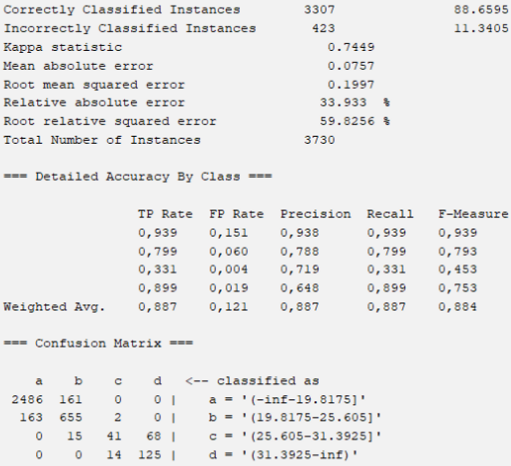 Correctly Classified Instances 3307 88.6595
Incorrectly Classified Instances 423 11.3405
Kappa statistic 0.7449
Mean absolute error 0.0757
Root mean squared error 0.1997
Relative absolute error 33.933 %
Root relative squared error 59.8256 %
Total Number of Instances 3730
=== Detailed Accuracy By Class ===
TP Rate FP Rate Precision Recall F-Measure
0,939 0,151 0,938 0,939 0,939
0,799 0,060 0,788 0,799 0,793
0,331 0,004 0,719 0,331 0,453
0,899 0,019 0,648 0,899 0,753
Weighted Avg. 0,887 0,121 0,887 0,887 0,884
=== Confusion Matrix ===
a b c d <-- classified as
2486 161 0 0 | a = '(-inf-19.8175]'
163 655 2 0 | b = '(19.8175-25.605]'
0 15 41 68 | c = '(25.605-31.3925]'
0 0 14 125 | d = '(31.3925-inf)'